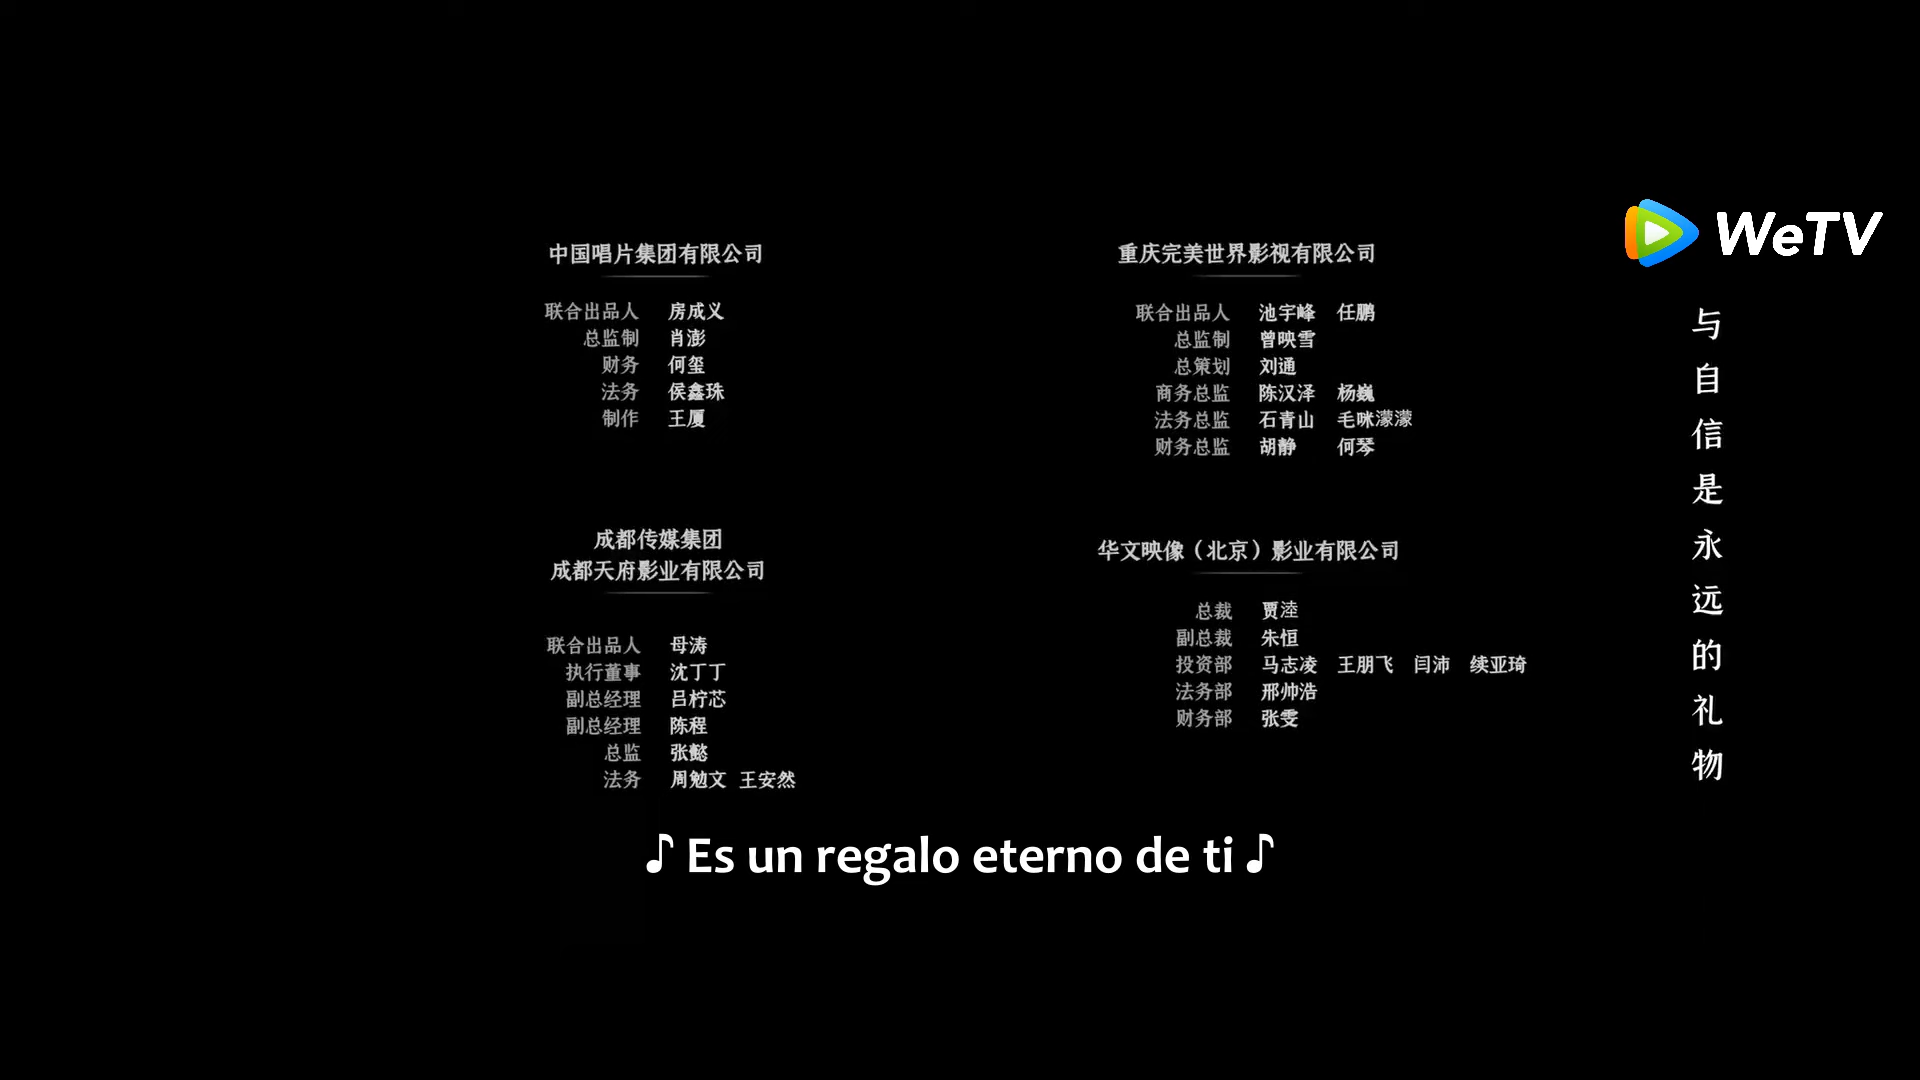 WeTV
中国唱片集团有限公司
联合出品人 房成义
总监制 肖澎
财务 何玺
法务 侯鑫珠
制作 王厦
重庆完美世界影视有限公司
联合出品人 池宇峰 任鹏
总监制 曾映雪
总策划 刘通
商务总监 陈汉泽 杨巍
法务总监 石青山 毛咪濛濛
财务总监 胡静 何琴
成都传媒集团
成都天府影业有限公司
联合出品人 母涛
执行董事 沈丁丁
副总经理 吕柠芯
副总经理 陈程
总监 张懿
法务 周勉文 王安然
华文映像（北京）影业有限公司
总裁 贾
副总裁 朱恒
投资部 马志凌 王朋飞 闫沛 续亚琦
法务部 邢帅浩
财务部 张雯
与自信是永远的礼物
♪ Es un regalo eterno de ti ♪